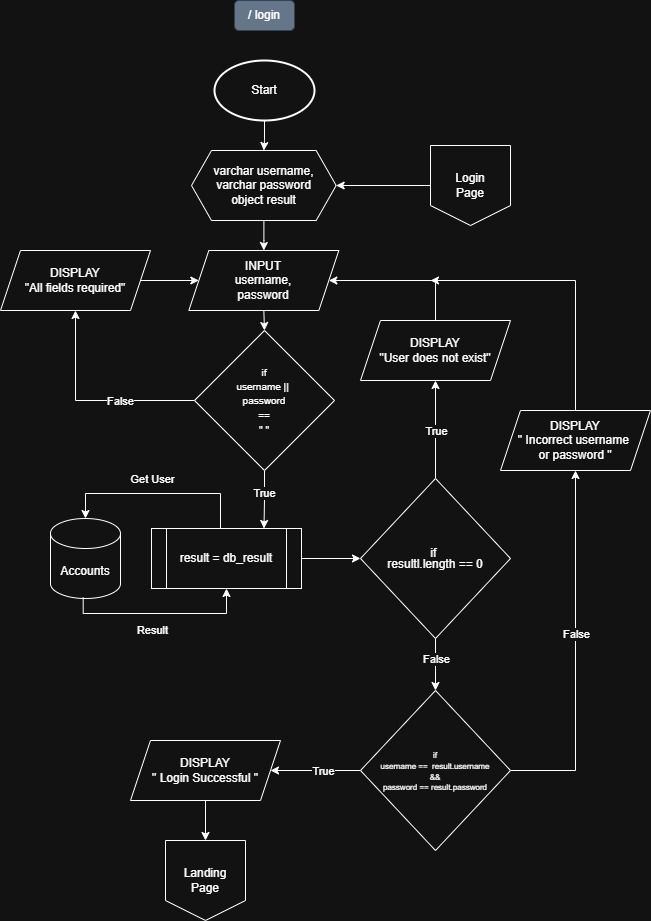 / login
Start
varchar username,
varchar password
object result
Login
Page
INPUT
username,
password
DISPLAY
"All fields required"
DISPLAY
"User does not exist"
if
username ||
password
==
" "
False
True
DISPLAY
" Incorrect username
or password "
True
Get User
Accounts
result = db_result
if
resultl.length == 0
Result
False
False
if
username == result.username
&&
password == result.password
True
DISPLAY
" Login Successful "
Landing
Page